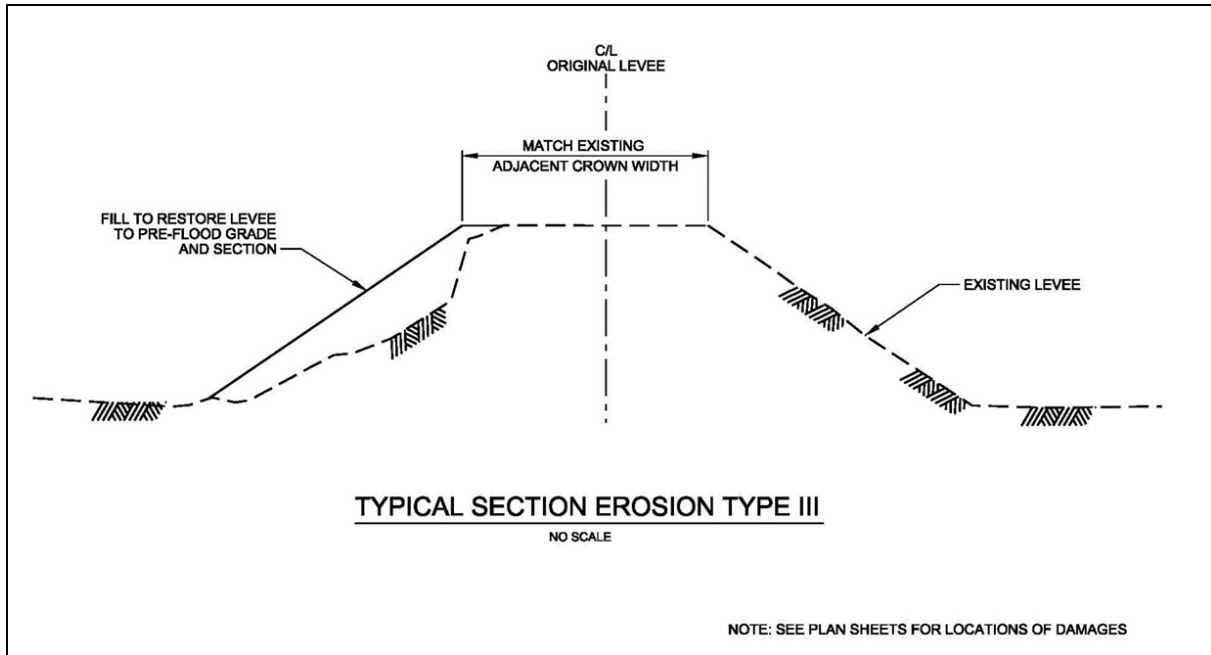 C/L
ORIGINAL LEVEE
MATCH EXISTING
ADJACENT CROWN WIDTH
FILL TO RESTORE LEVEE
TO PRE-FLOOD GRADE
AND SECTION
EXISTING LEVEE
TYPICAL SECTION EROSION TYPE III
NO SCALE
NOTE: SEE PLAN SHEETS FOR LOCATIONS OF DAMAGES